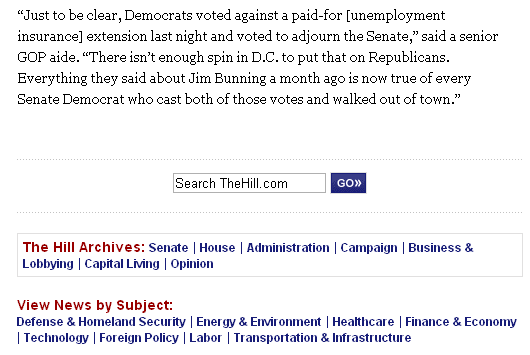 “Just to be clear, Democrats voted against a paid-for [unemployment
insurance] extension last night and voted to adjourn the Senate,” said a senior
GOP aide. “There isn’t enough spin in D.C. to put that on Republicans.
Everything they said about Jim Bunning a month ago is now true of every
Senate Democrat who cast both of those votes and walked out of town.”
Search TheHill.com GO»
The Hill Archives: Senate | House | Administration | Campaign | Business &
Lobbying | Capital Living | Opinion
View News by Subject:
Defense & Homeland Security | Energy & Environment | Healthcare | Finance & Economy
| Technology | Foreign Policy | Labor | Transportation & Infrastructure